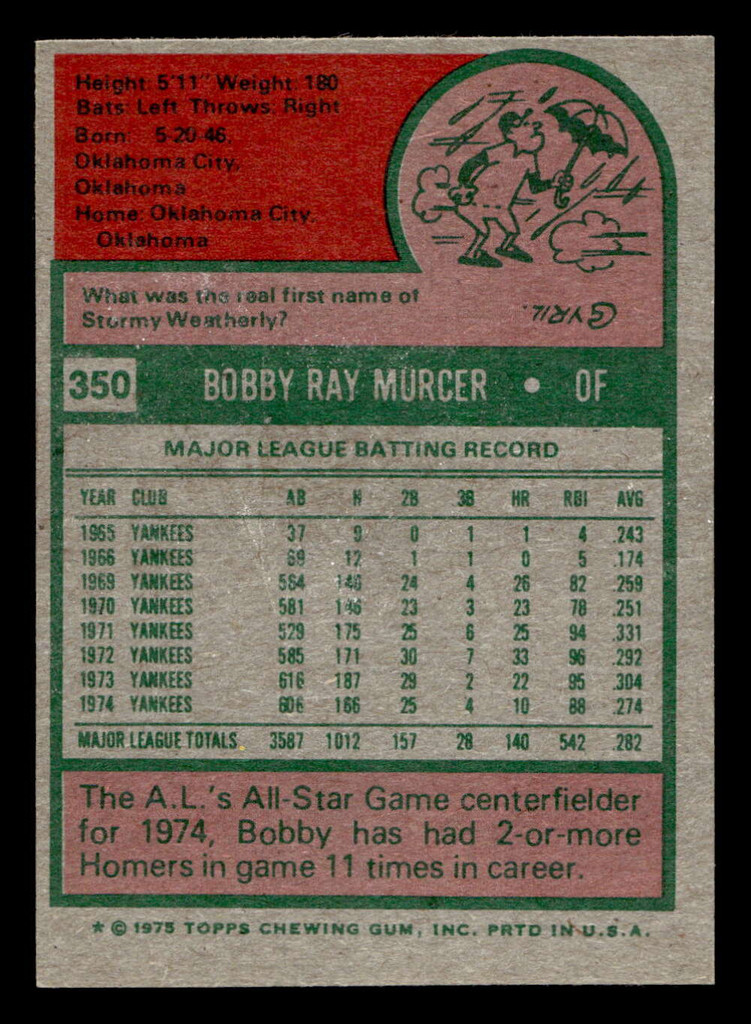 Height: 5'11" Weight: 180
Bats: Left Throws: Right
Born: 5-20-46,
Oklahoma City,
Oklahoma
Home: Oklahoma City,
Oklahoma
What was the real first name of
Stormy Weatherly?
CYRIL.
350 BOBBY RAY MURCER • OF
MAJOR LEAGUE BATTING RECORD
YEAR CLUB AB H 2B 3B HR RBI AVG
1965 YANKEES 37 9 0 1 1 4 .243
1966 YANKEES 69 12 1 1 0 5 .174
1969 YANKEES 564 146 24 4 26 82 .259
1970 YANKEES 581 146 23 3 23 78 .251
1971 YANKEES 529 175 25 6 25 94 .331
1972 YANKEES 585 171 30 7 33 96 .292
1973 YANKEES 616 187 29 2 22 95 .304
1974 YANKEES 606 166 25 4 10 88 .274
MAJOR LEAGUE TOTALS 3587 1012 157 28 140 542 .282
The A.L.'s All-Star Game centerfielder
for 1974, Bobby has had 2-or-more
Homers in game 11 times in career.
* © 1975 TOPPS CHEWING GUM, INC. PRTD IN U.S.A.